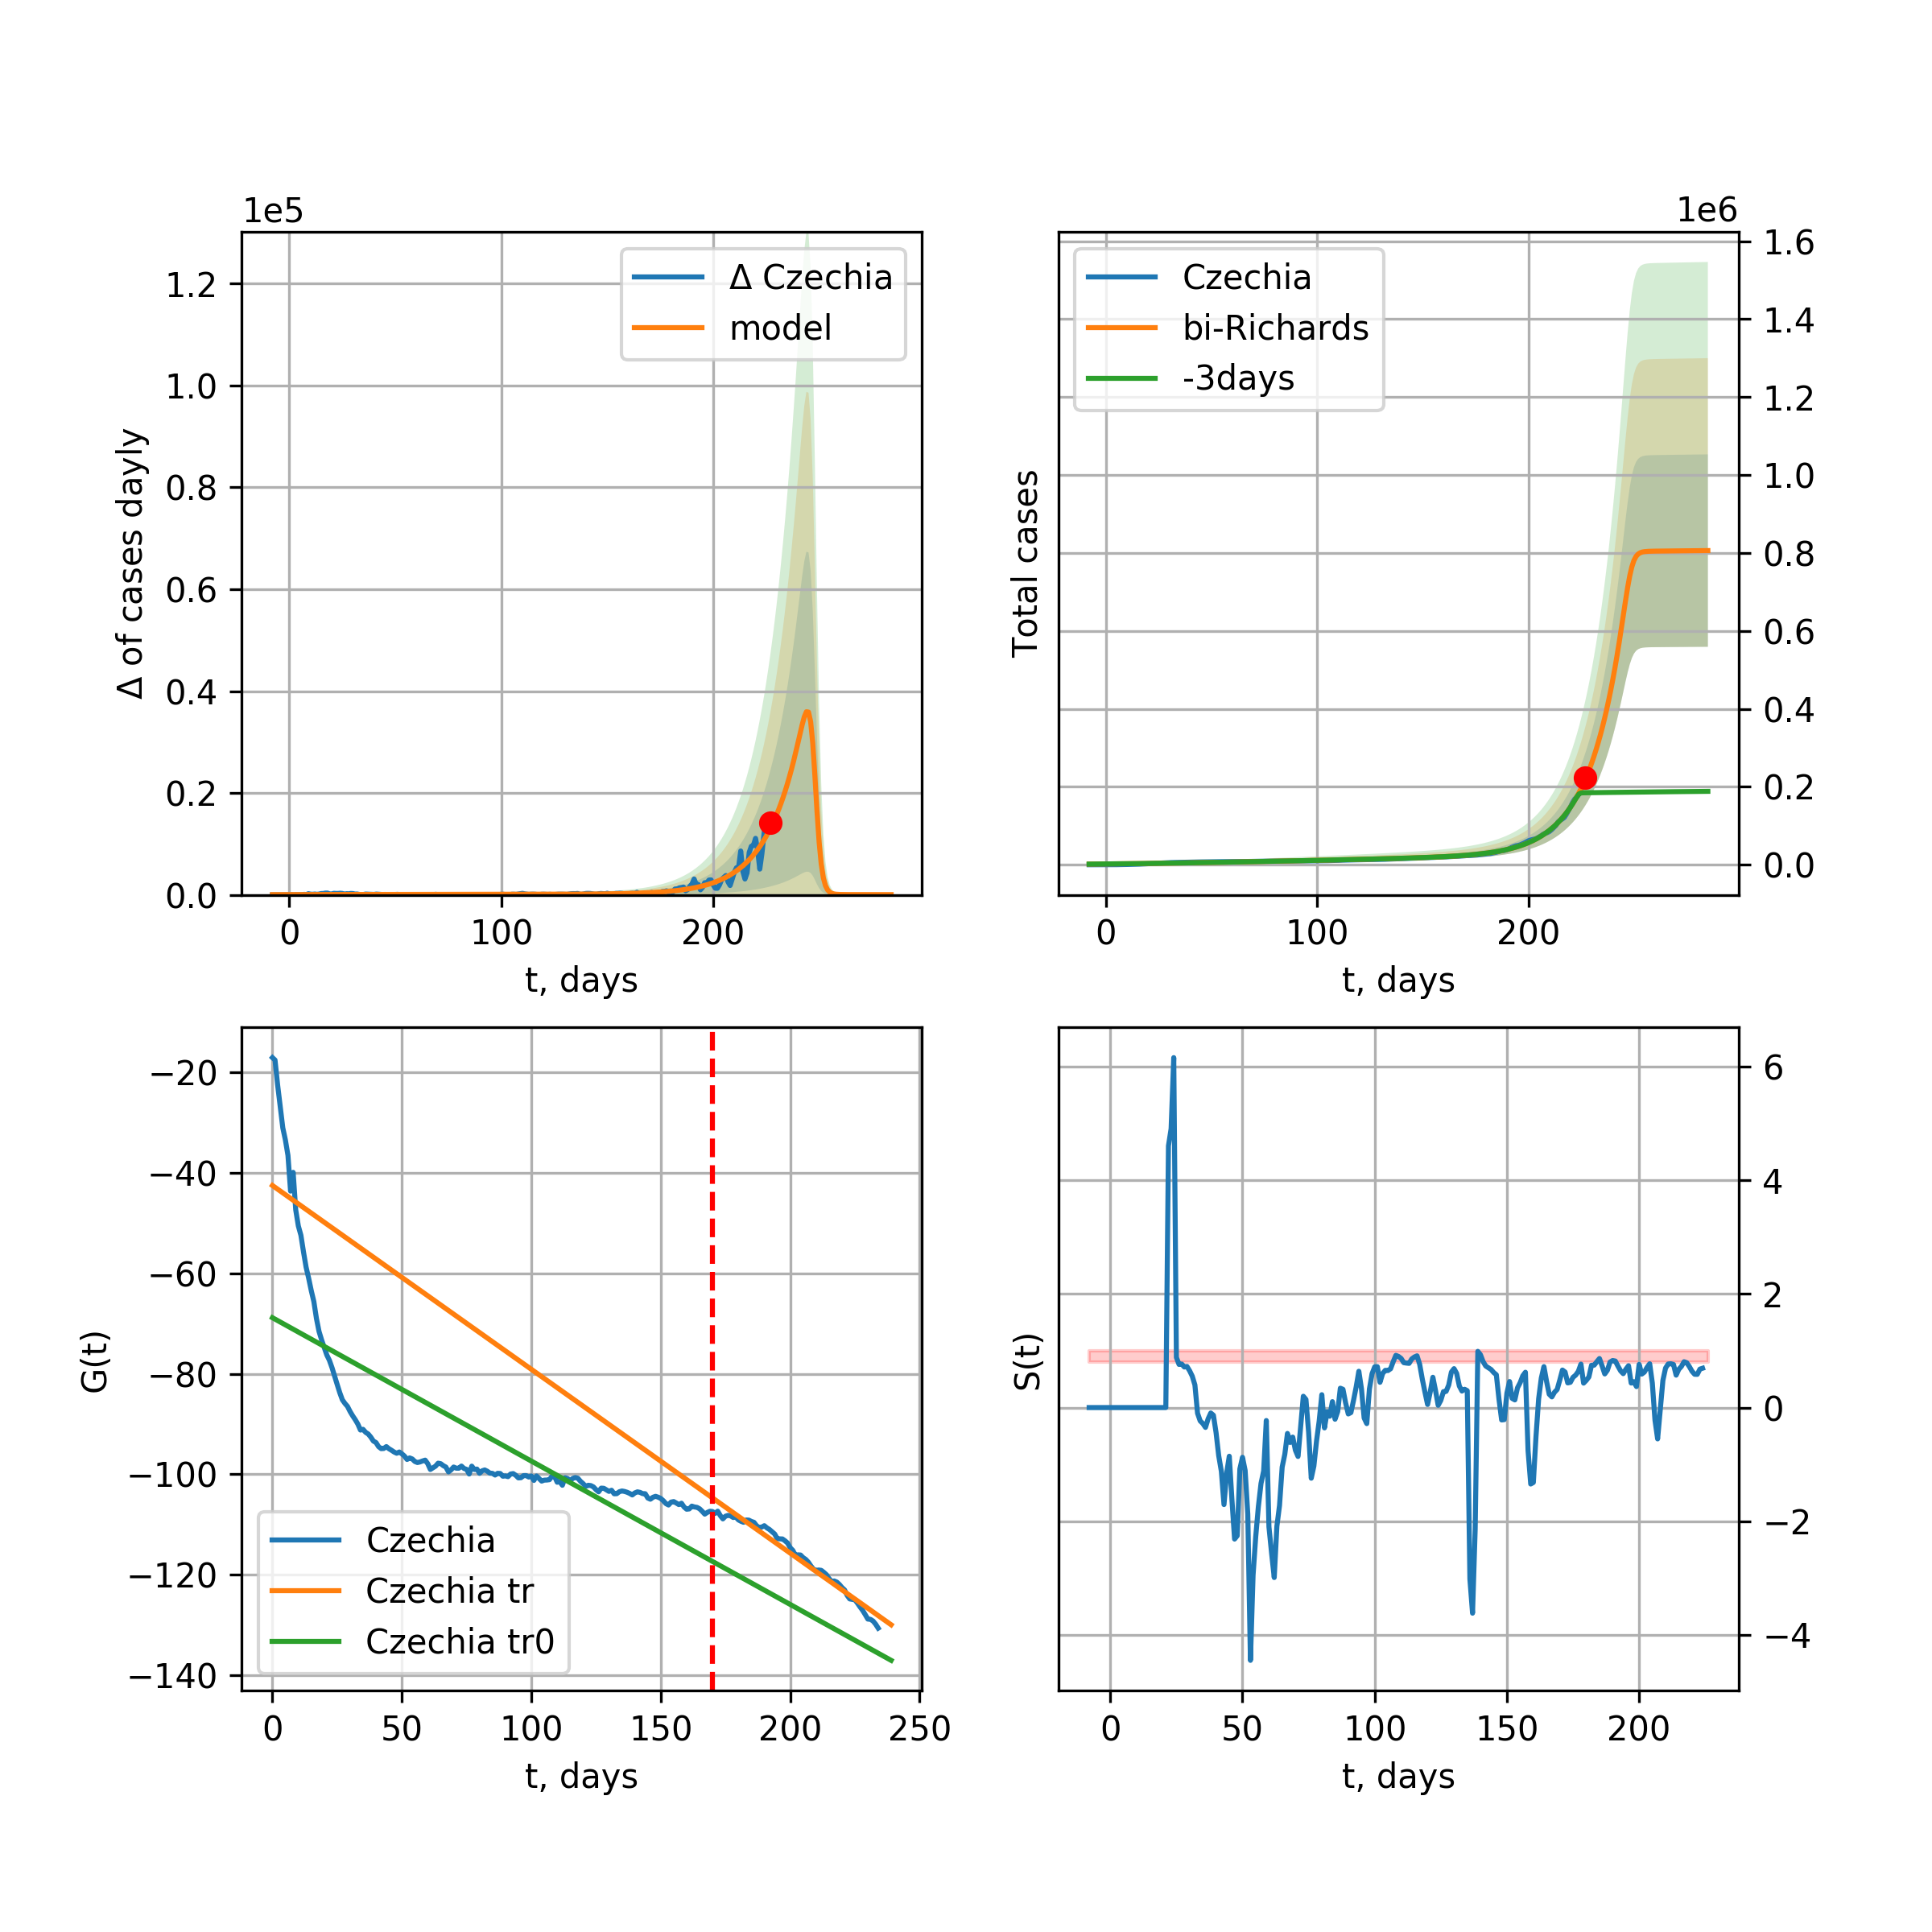 1e5
1.2
1.0
0.8
0.6
0.4
0.2
0.0
Δ of cases dayly
Δ Czechia
model
0 100 200
t, days
1e6
1.6
1.4
1.2
1.0
0.8
0.6
0.4
0.2
0.0
Total cases
Czechia
bi-Richards
-3days
0 100 200
t, days
−20
−40
−60
−80
−100
−120
−140
G(t)
Czechia
Czechia tr
Czechia tr0
0 50 100 150 200 250
t, days
6
4
2
0
−2
−4
S(t)
0 50 100 150 200
t, days